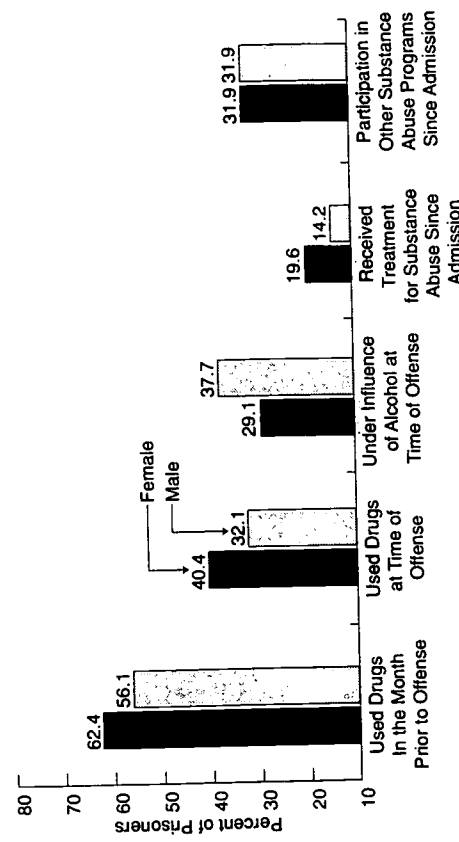 Percent of Prisoners
80
70
60
50
40
30
20
10
Female
Male
62.4
56.1
40.4
32.1
29.1
37.7
19.6
14.2
31.9
31.9
Used Drugs
In the Month
Prior to Offense
Used Drugs
at Time of
Offense
Under Influence
of Alcohol at
Time of Offense
Received
Treatment
for Substance
Abuse Since
Admission
Participation in
Other Substance
Abuse Programs
Since Admission